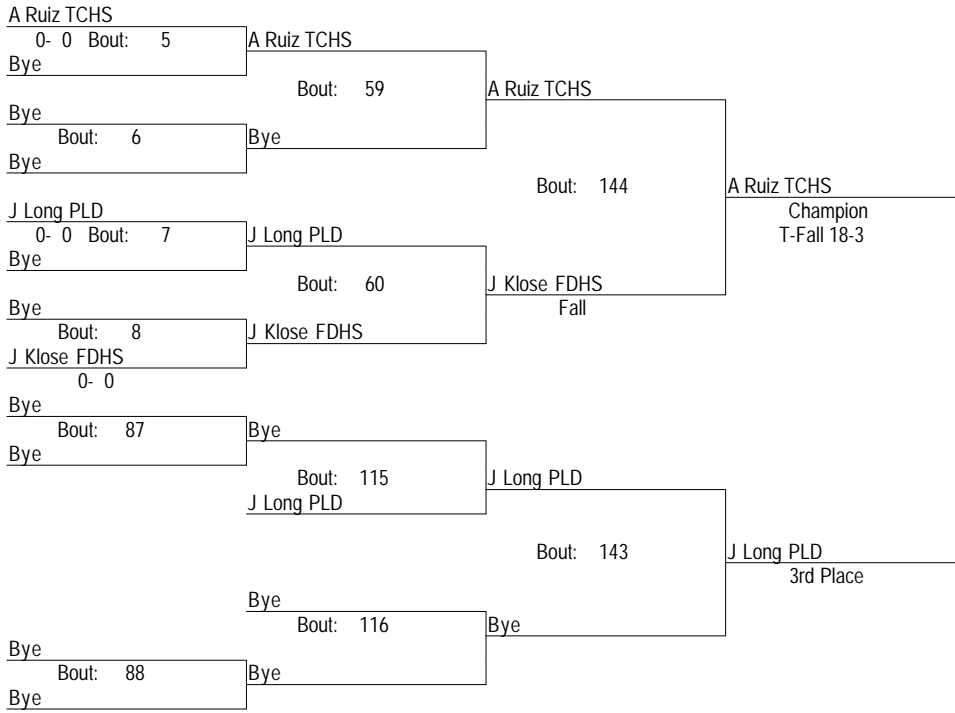 A Ruiz TCHS
0- 0 Bout: 5 A Ruiz TCHS
Bye
Bout: 59 A Ruiz TCHS
Bye
Bout: 6 Bye
Bye
Bout: 144 A Ruiz TCHS
J Long PLD Champion
0- 0 Bout: 7 J Long PLD T-Fall 18-3
Bye
Bout: 60 J Klose FDHS
Bye Fall
Bout: 8 J Klose FDHS
J Klose FDHS
0- 0
Bye
Bout: 87 Bye
Bye
Bout: 115 J Long PLD
J Long PLD
Bout: 143 J Long PLD
3rd Place
Bye
Bout: 116 Bye
Bye
Bout: 88 Bye
Bye